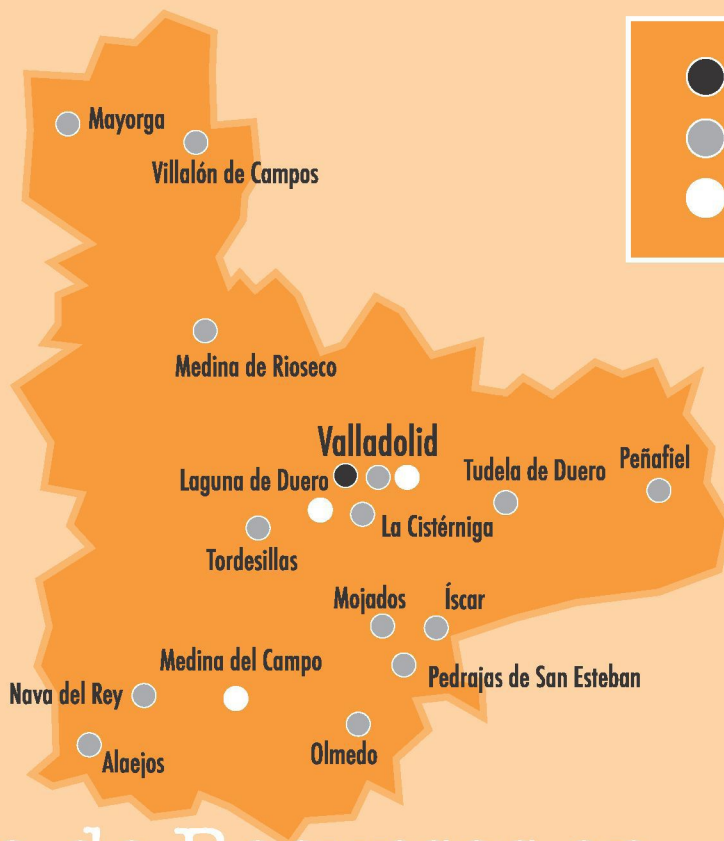 Mayorga
Villalón de Campos
Medina de Rioseco
Valladolid
Laguna de Duero
Tudela de Duero
Peñafiel
La Cistérniga
Tordesillas
Mojados
Íscar
Medina del Campo
Pedrajas de San Esteban
Nava del Rey
Olmedo
Alaejos